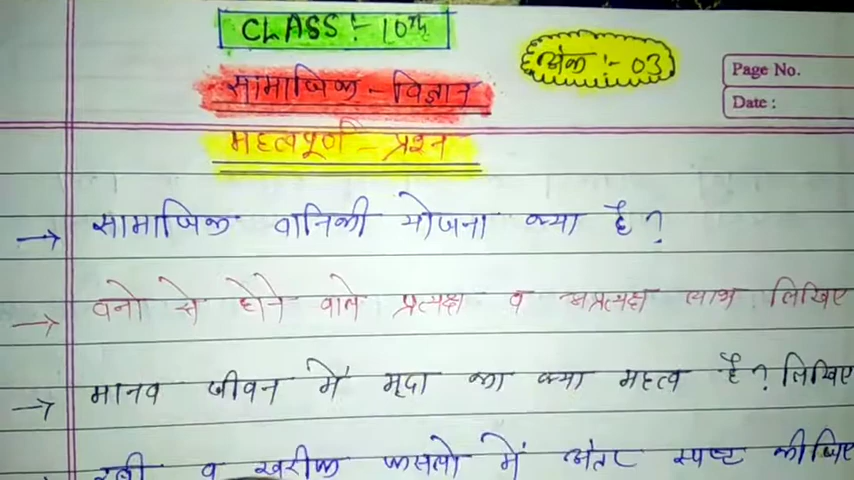 CLASS :- 10th
अंक :- 03
Page No.
सामाजिक - विज्ञान
Date :
महत्वपूर्ण - प्रश्न
→ सामाजिक वानिकी योजना क्या है ?
→ वनो से होने वाले प्रत्यक्ष व अप्रत्यक्ष लाभ लिखिए
→ मानव जीवन में मृदा का क्या महत्व है ? लिखिए
रबी व खरीफ फसलो में अंतर स्पष्ट कीजिए